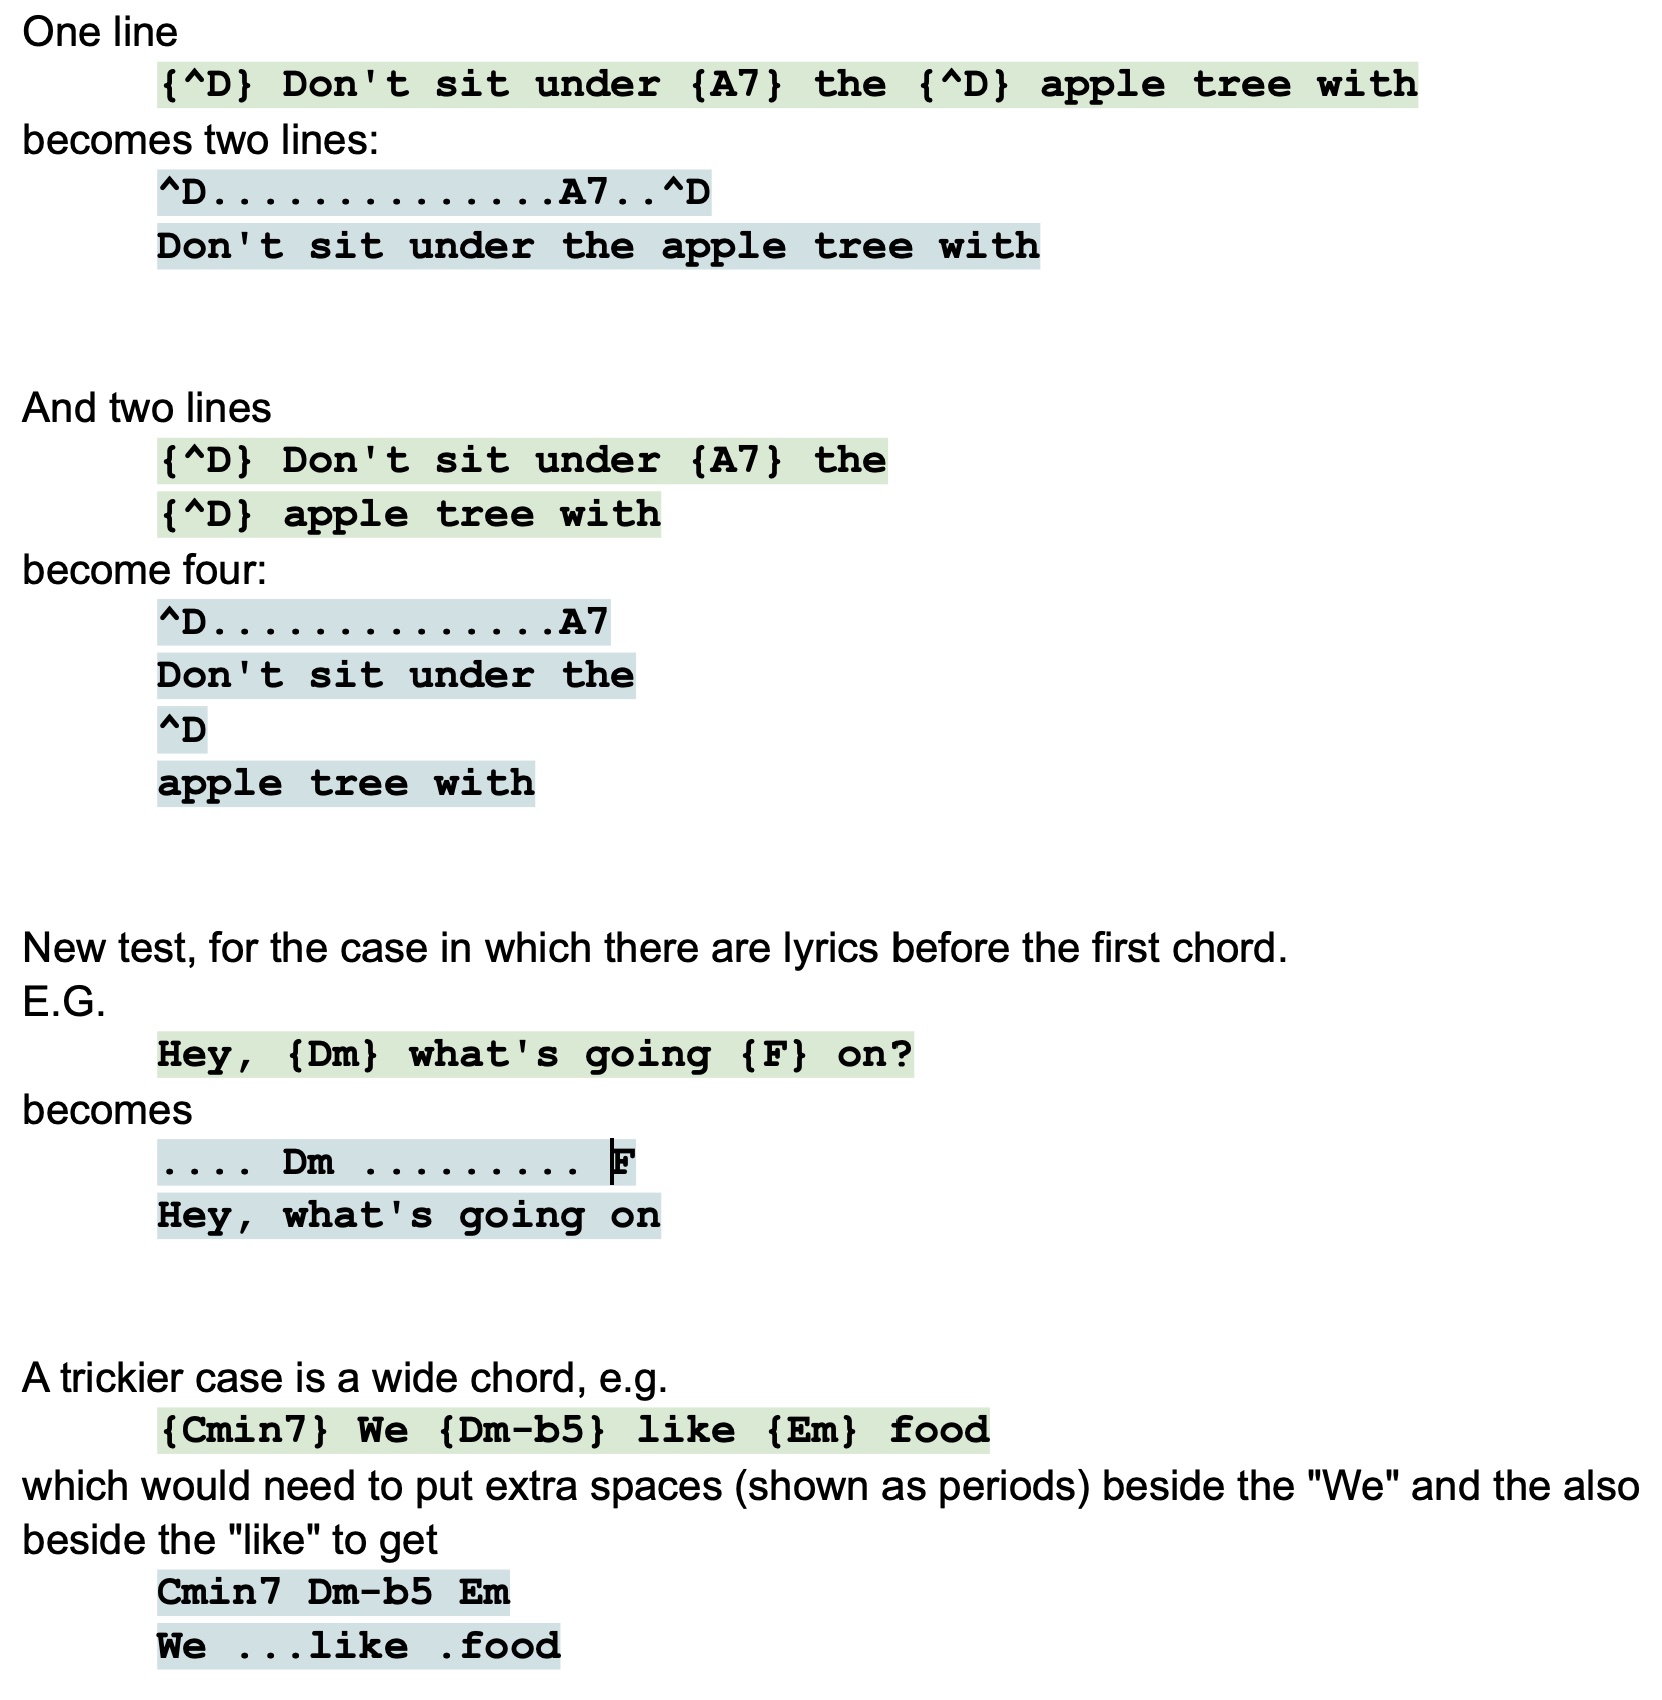 One line
{^D} Don't sit under {A7} the {^D} apple tree with
becomes two lines:
^D..............A7..^D
Don't sit under the apple tree with
And two lines
{^D} Don't sit under {A7} the
{^D} apple tree with
become four:
^D..............A7
Don't sit under the
^D
apple tree with
New test, for the case in which there are lyrics before the first chord.
E.G.
Hey, {Dm} what's going {F} on?
becomes
.... Dm ......... F
Hey, what's going on
A trickier case is a wide chord, e.g.
{Cmin7} We {Dm-b5} like {Em} food
which would need to put extra spaces (shown as periods) beside the "We" and the also
beside the "like" to get
Cmin7 Dm-b5 Em
We ...like .food